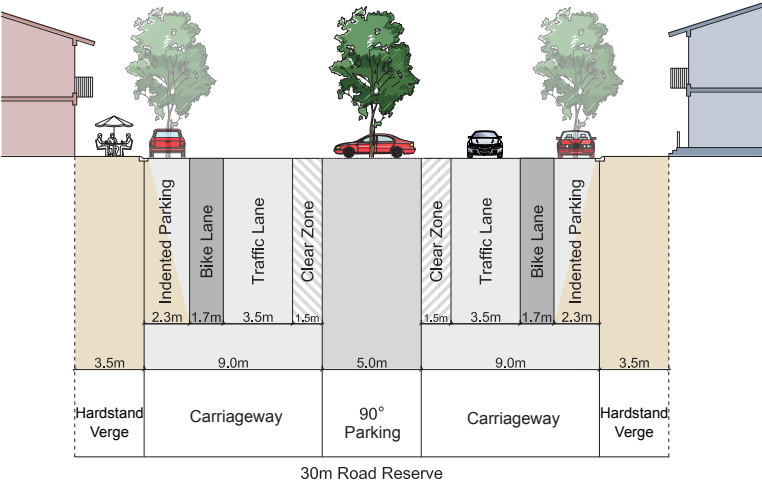 Indented Parking
Bike Lane
Traffic Lane
Clear Zone
Clear Zone
Traffic Lane
Bike Lane
Indented Parking
2.3m
1.7m
3.5m
1.5m
1.5m
3.5m
1.7m
2.3m
3.5m
9.0m
5.0m
9.0m
3.5m
Hardstand
Verge
Carriageway
90°
Parking
Carriageway
Hardstand
Verge
30m Road Reserve